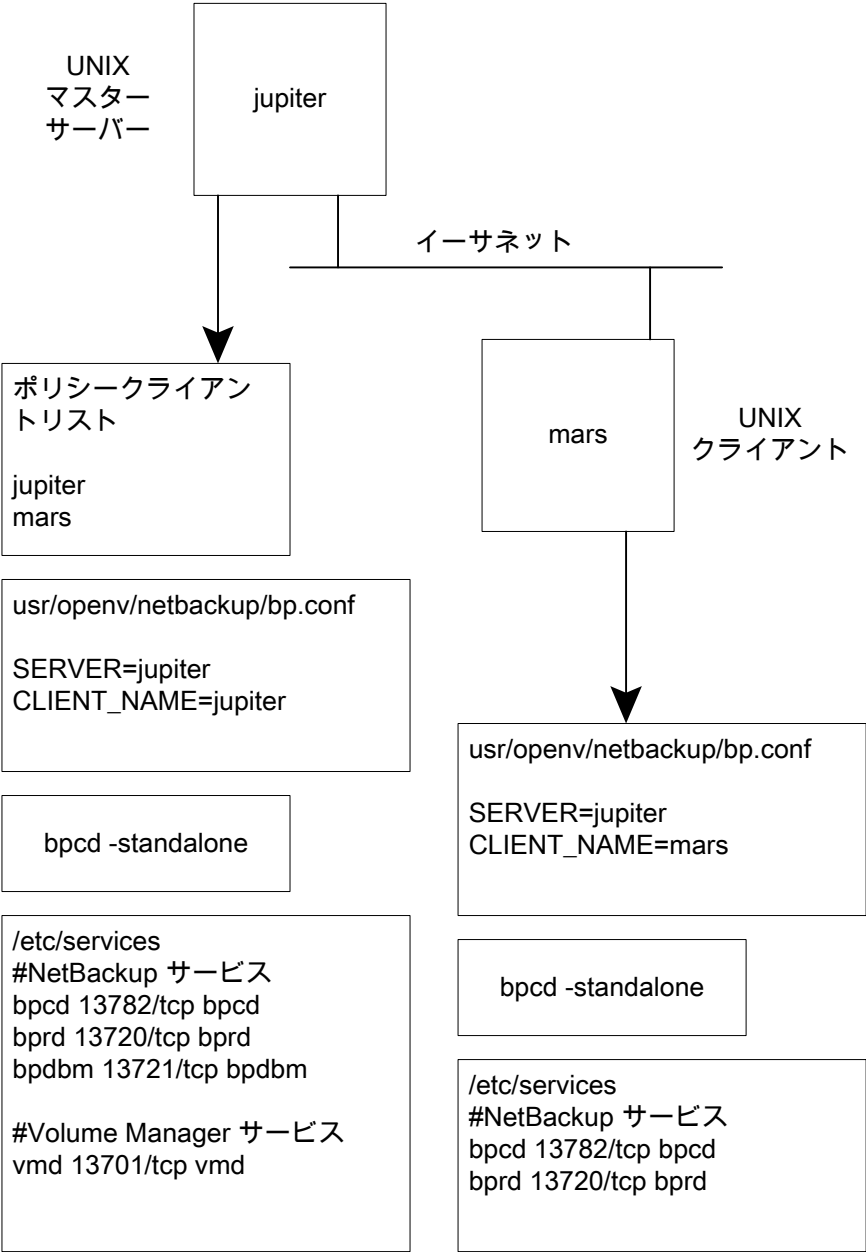 UNIX
マスター
サーバー
jupiter
イーサネット
ポリシークライアン
トリスト
jupiter
mars
mars
UNIX
クライアント
usr/openv/netbackup/bp.conf
SERVER=jupiter
CLIENT_NAME=jupiter
bpcd -standalone
/etc/services
#NetBackup サービス
bpcd 13782/tcp bpcd
bprd 13720/tcp bprd
bpdbm 13721/tcp bpdbm
#Volume Manager サービス
vmd 13701/tcp vmd
usr/openv/netbackup/bp.conf
SERVER=jupiter
CLIENT_NAME=mars
bpcd -standalone
/etc/services
#NetBackup サービス
bpcd 13782/tcp bpcd
bprd 13720/tcp bprd